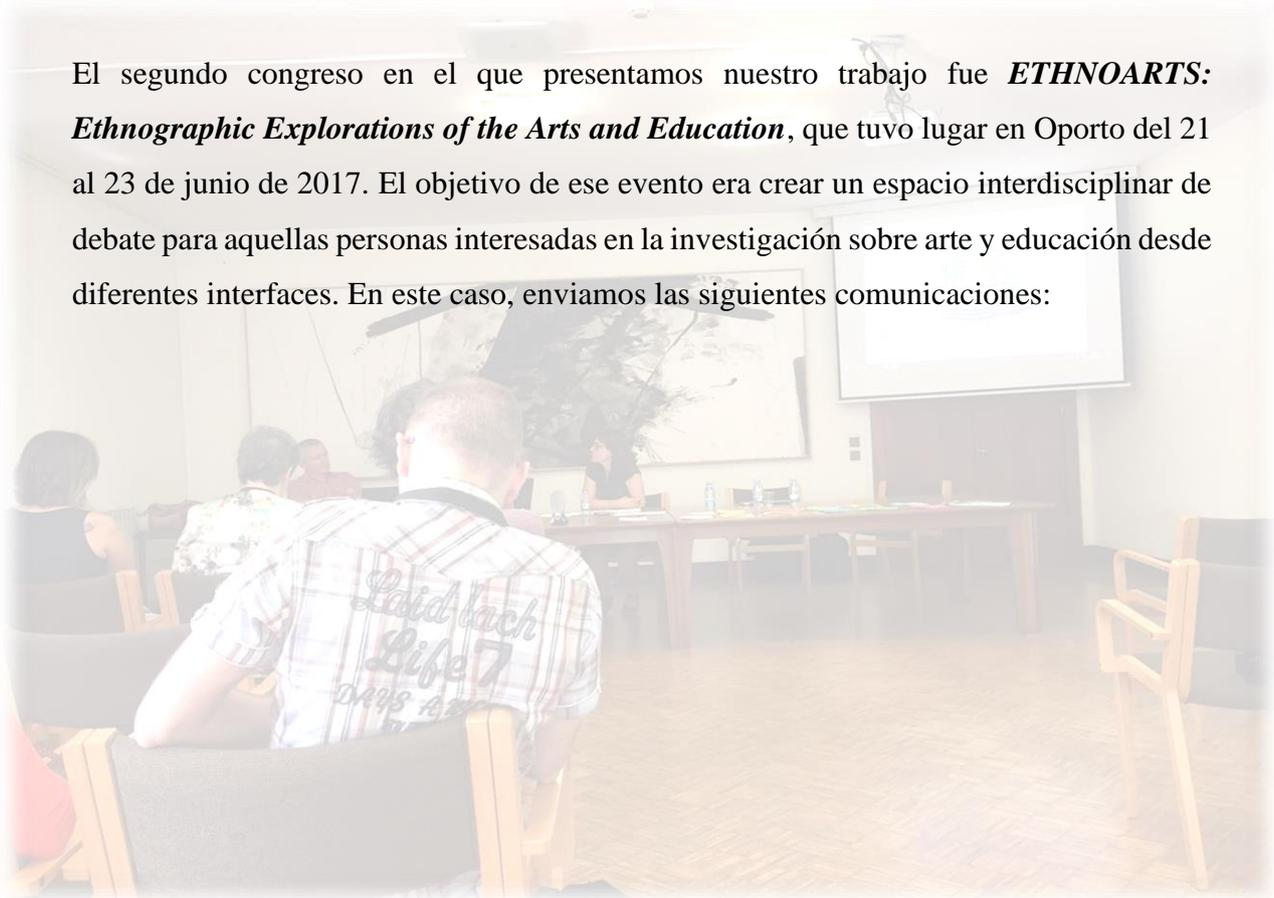 El segundo congreso en el que presentamos nuestro trabajo fue ETHNOARTS:
Ethnographic Explorations of the Arts and Education, que tuvo lugar en Oporto del 21
al 23 de junio de 2017. El objetivo de ese evento era crear un espacio interdisciplinar de
debate para aquellas personas interesadas en la investigación sobre arte y educación desde
diferentes interfaces. En este caso, enviamos las siguientes comunicaciones:
Laid back
Life 7
DAYS A